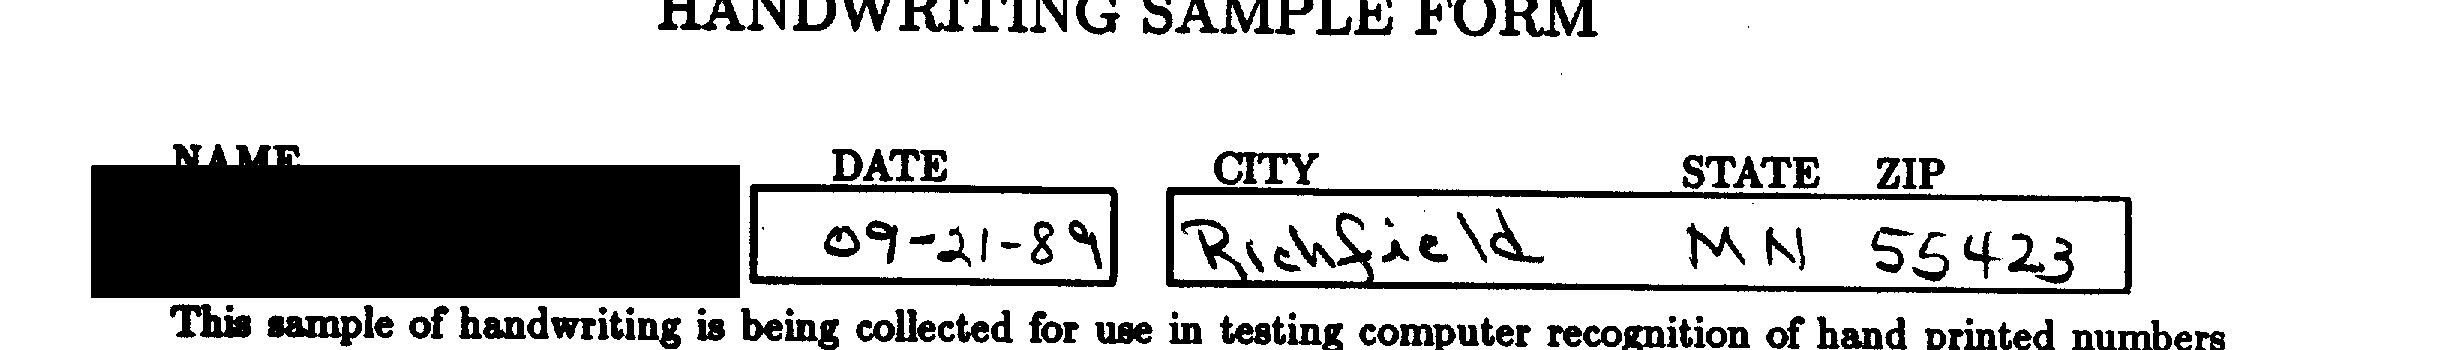 HANDWRITING SAMPLE FORM
NAME DATE CITY STATE ZIP
09-21-89 Richfield MN 55423
This sample of handwriting is being collected for use in testing computer recognition of hand printed numbers